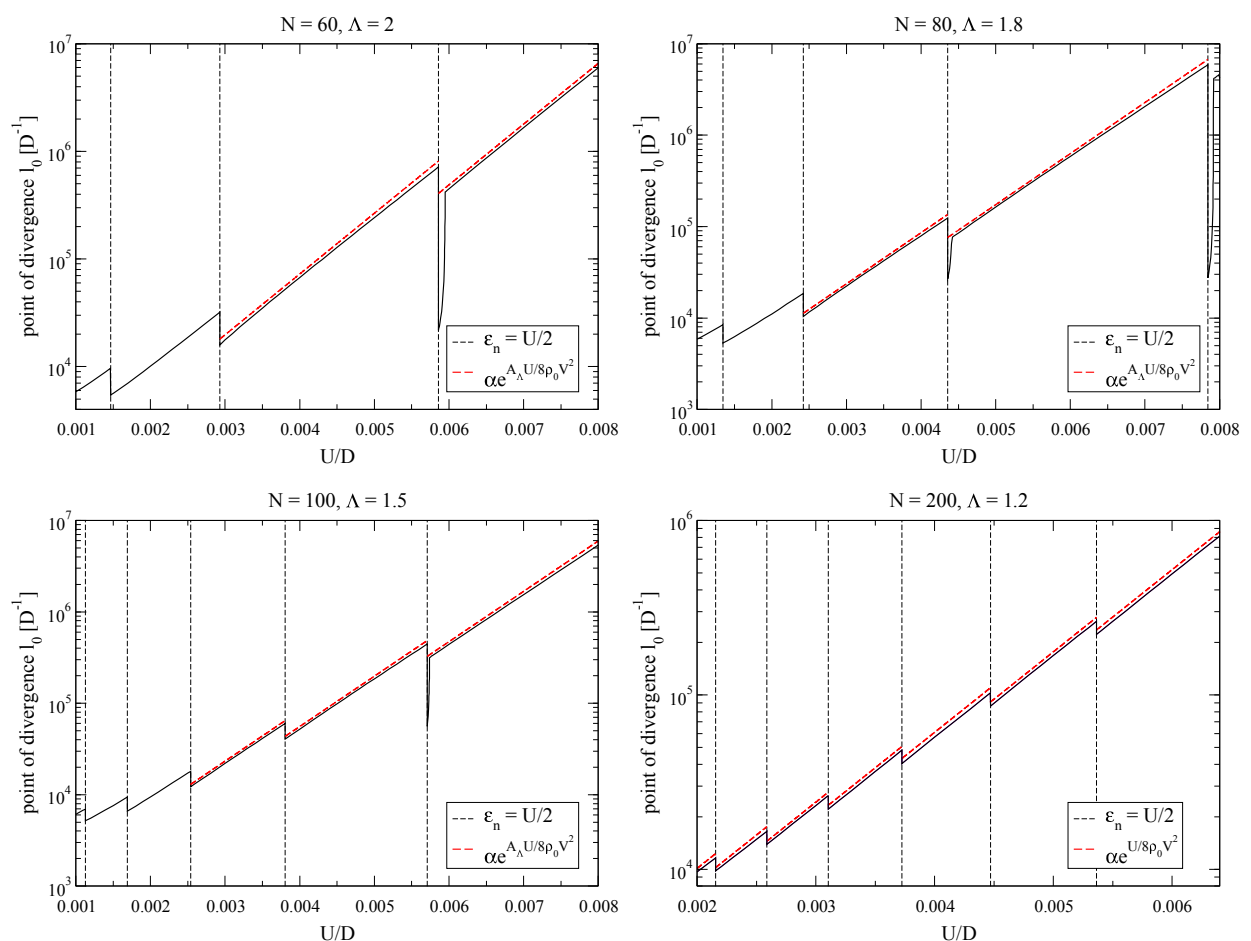 N = 60, Λ = 2
10^7
10^6
10^5
10^4
point of divergence l_0 [D^-1]
0.001 0.002 0.003 0.004 0.005 0.006 0.007 0.008
U/D
ε_n = U/2
αe^{A_Λ U/8ρ_0V^2}
N = 80, Λ = 1.8
10^7
10^6
10^5
10^4
10^3
point of divergence l_0 [D^-1]
0.001 0.002 0.003 0.004 0.005 0.006 0.007 0.008
U/D
ε_n = U/2
αe^{A_Λ U/8ρ_0V^2}
N = 100, Λ = 1.5
10^7
10^6
10^5
10^4
10^3
point of divergence l_0 [D^-1]
0.001 0.002 0.003 0.004 0.005 0.006 0.007 0.008
U/D
ε_n = U/2
αe^{A_Λ U/8ρ_0V^2}
N = 200, Λ = 1.2
10^6
10^5
10^4
point of divergence l_0 [D^-1]
0.002 0.003 0.004 0.005 0.006
U/D
ε_n = U/2
αe^{U/8ρ_0V^2}